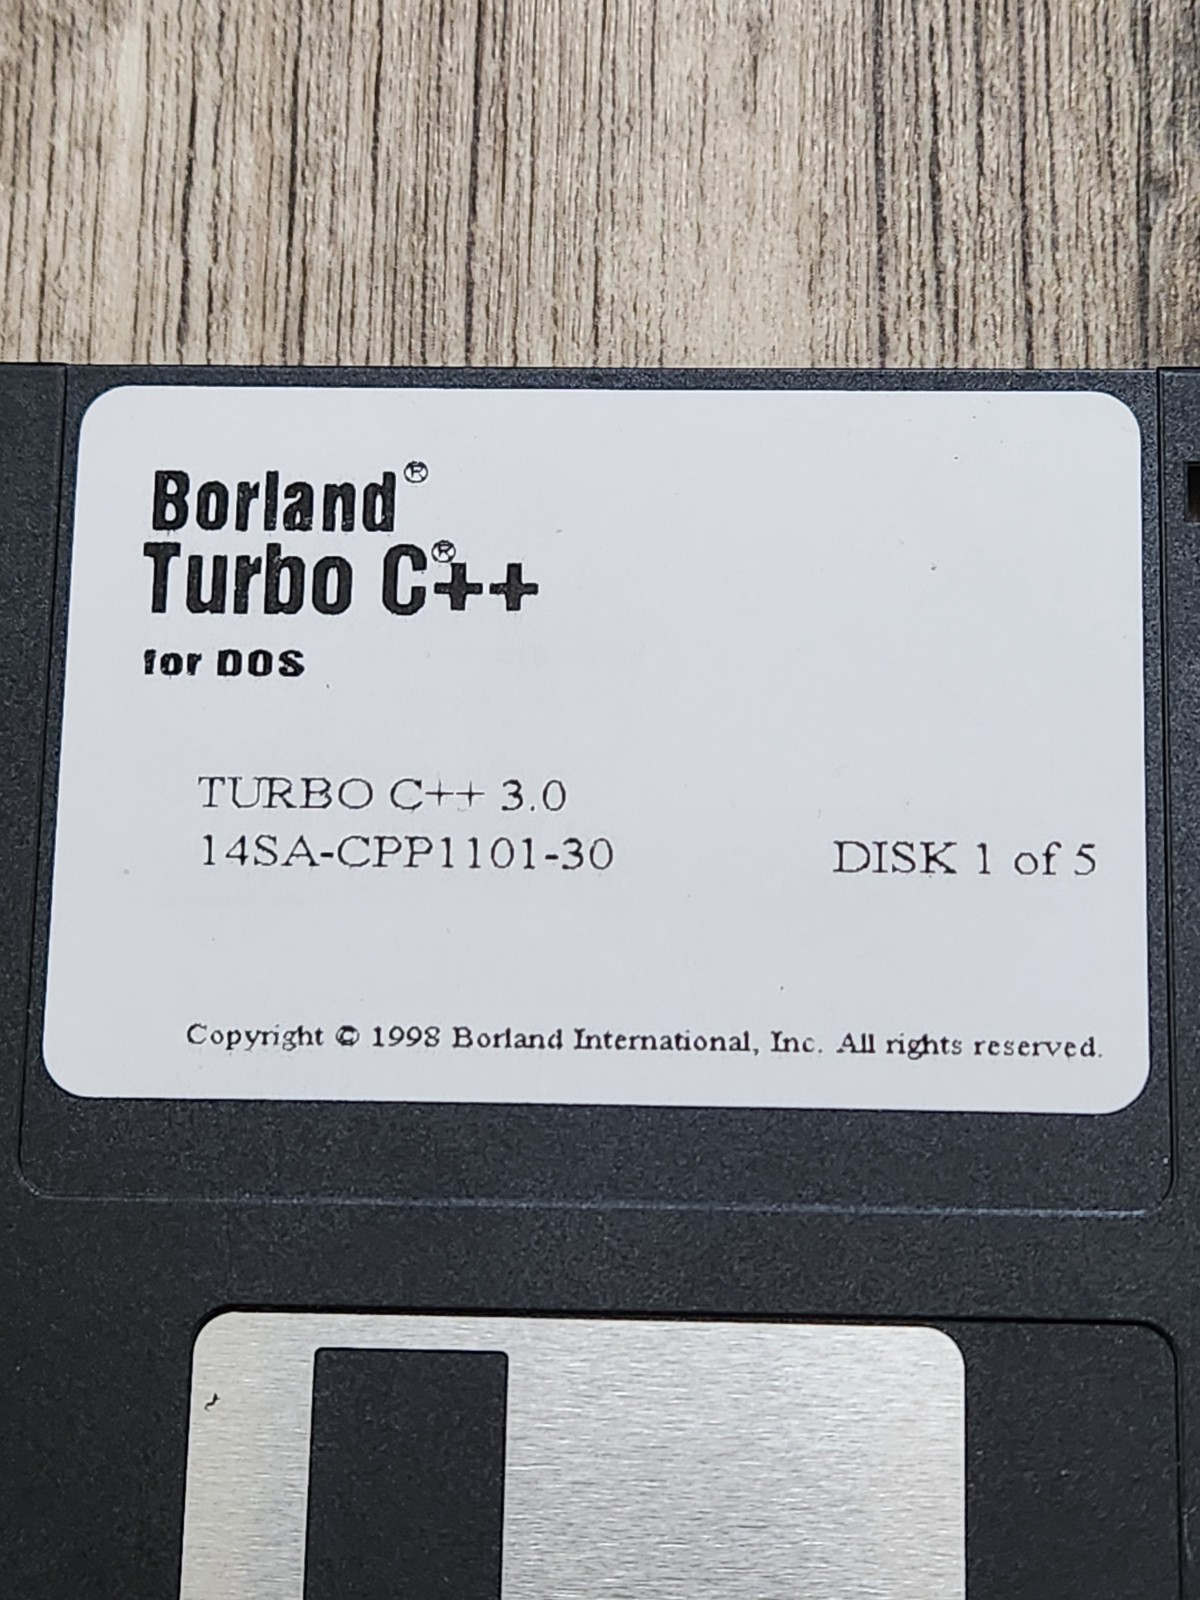 Borland®
Turbo C®++
for DOS
TURBO C++ 3.0
14SA-CPP1101-30 DISK 1 of 5
Copyright © 1998 Borland International, Inc. All rights reserved.